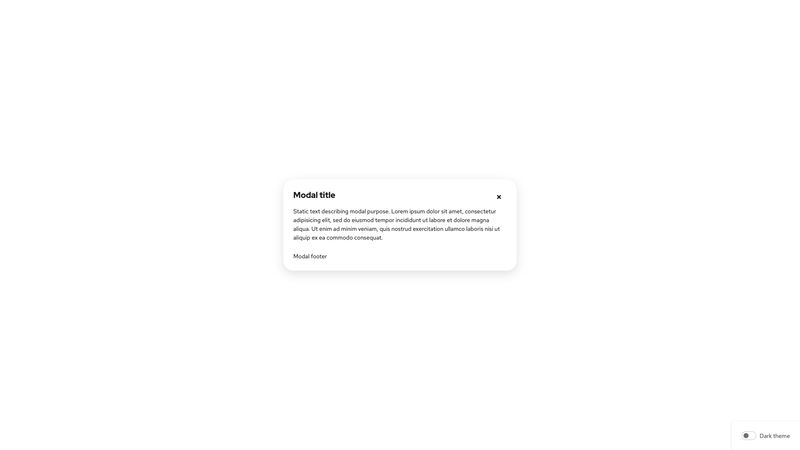 Modal title
Static text describing modal purpose. Lorem ipsum dolor sit amet, consectetur
adipisicing elit, sed do eiusmod tempor incididunt ut labore et dolore magna
aliqua. Ut enim ad minim veniam, quis nostrud exercitation ullamco laboris nisi ut
aliquip ex ea commodo consequat.
Modal footer
Dark theme